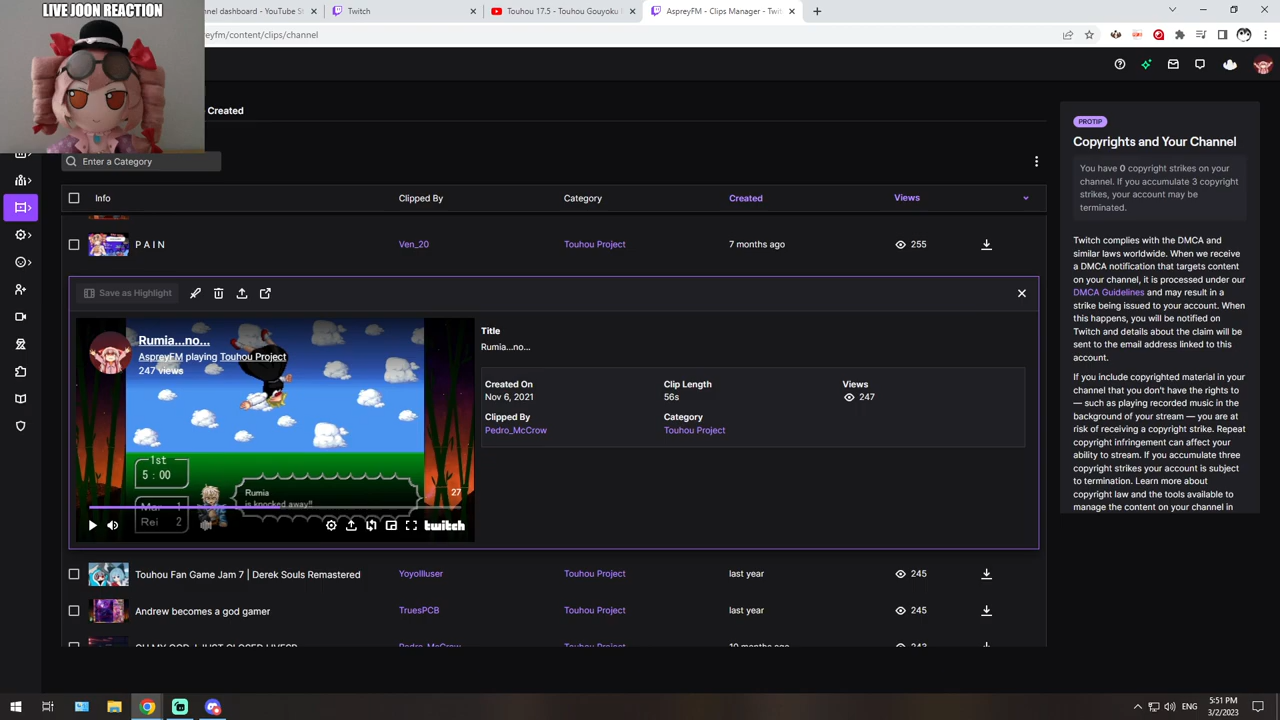 LIVE JOON REACTION
nnel dashboard - YouTube St
Twitch
Touhou 17.5 - Touhou Gouyoku I
AspreyFM - Clips Manager - Twit
eyfm/content/clips/channel
Created
Enter a Category
Info
Clipped By
Category
Created
Views
P A I N
Ven_20
Touhou Project
7 months ago
255
Save as Highlight
Rumia...no...
AspreyFM playing Touhou Project
247 views
1st
5:00
Mar 1
Rei 2
Rumia
is knocked away!!
27
twitch
Title
Rumia...no...
Created On
Clip Length
Views
Nov 6, 2021
56s
247
Clipped By
Category
Pedro_McCrow
Touhou Project
Touhou Fan Game Jam 7 | Derek Souls Remastered
YoyoIlluser
Touhou Project
last year
245
Andrew becomes a god gamer
TruesPCB
Touhou Project
last year
245
Pedro_McCrow
Touhou Project
10 months ago
243
PROTIP
Copyrights and Your Channel
You have 0 copyright strikes on your
channel. If you accumulate 3 copyright
strikes, your account may be
terminated.
Twitch complies with the DMCA and
similar laws worldwide. When we receive
a DMCA notification that targets content
on your channel, it is processed under our
DMCA Guidelines and may result in a
strike being issued to your account. When
this happens, you will be notified on
Twitch and details about the claim will be
sent to the email address linked to this
account.
If you include copyrighted material in your
channel that you don't have the rights to
— such as playing recorded music in the
background of your stream — you are at
risk of receiving a copyright strike. Repeat
copyright infringement can affect your
ability to stream. If you accumulate three
copyright strikes your account is subject
to termination. Learn more about
copyright law and the tools available to
manage the content on your channel in
ENG
5:51 PM
3/2/2023